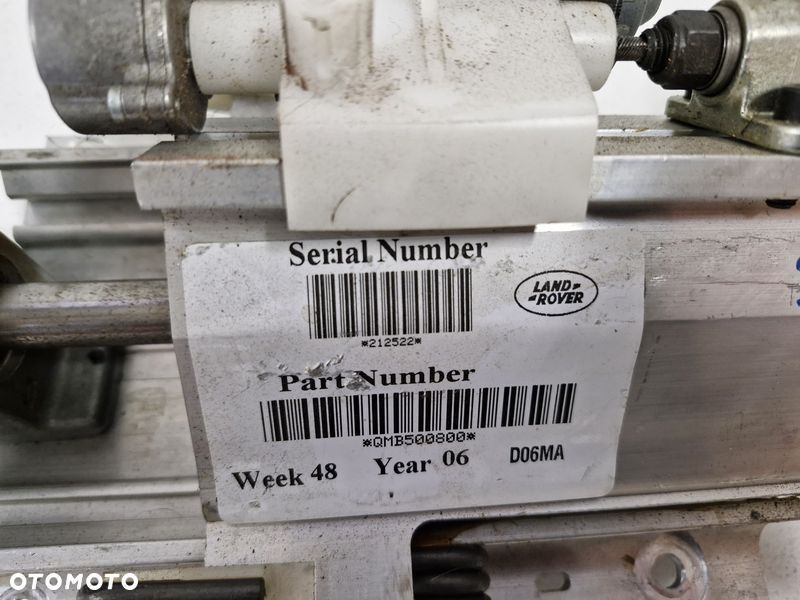 Serial Number
LAND-
-ROVER
*212522*
Part Number
*QMB500800*
Week 48 Year 06 D06MA
OTOMOTO